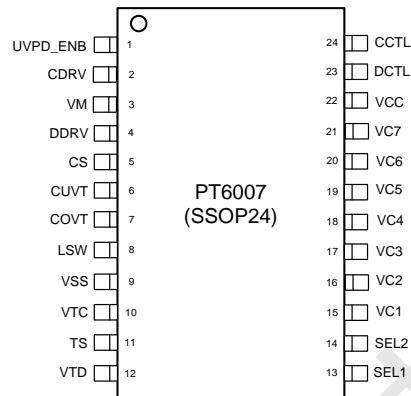 UVPD_ENB 1 24 CCTL
CDRV 2 23 DCTL
VM 3 22 VCC
DDRV 4 21 VC7
CS 5 20 VC6
CUVT 6 19 VC5
COVT 7 18 VC4
LSW 8 17 VC3
VSS 9 16 VC2
VTC 10 15 VC1
TS 11 14 SEL2
VTD 12 13 SEL1
PT6007
(SSOP24)